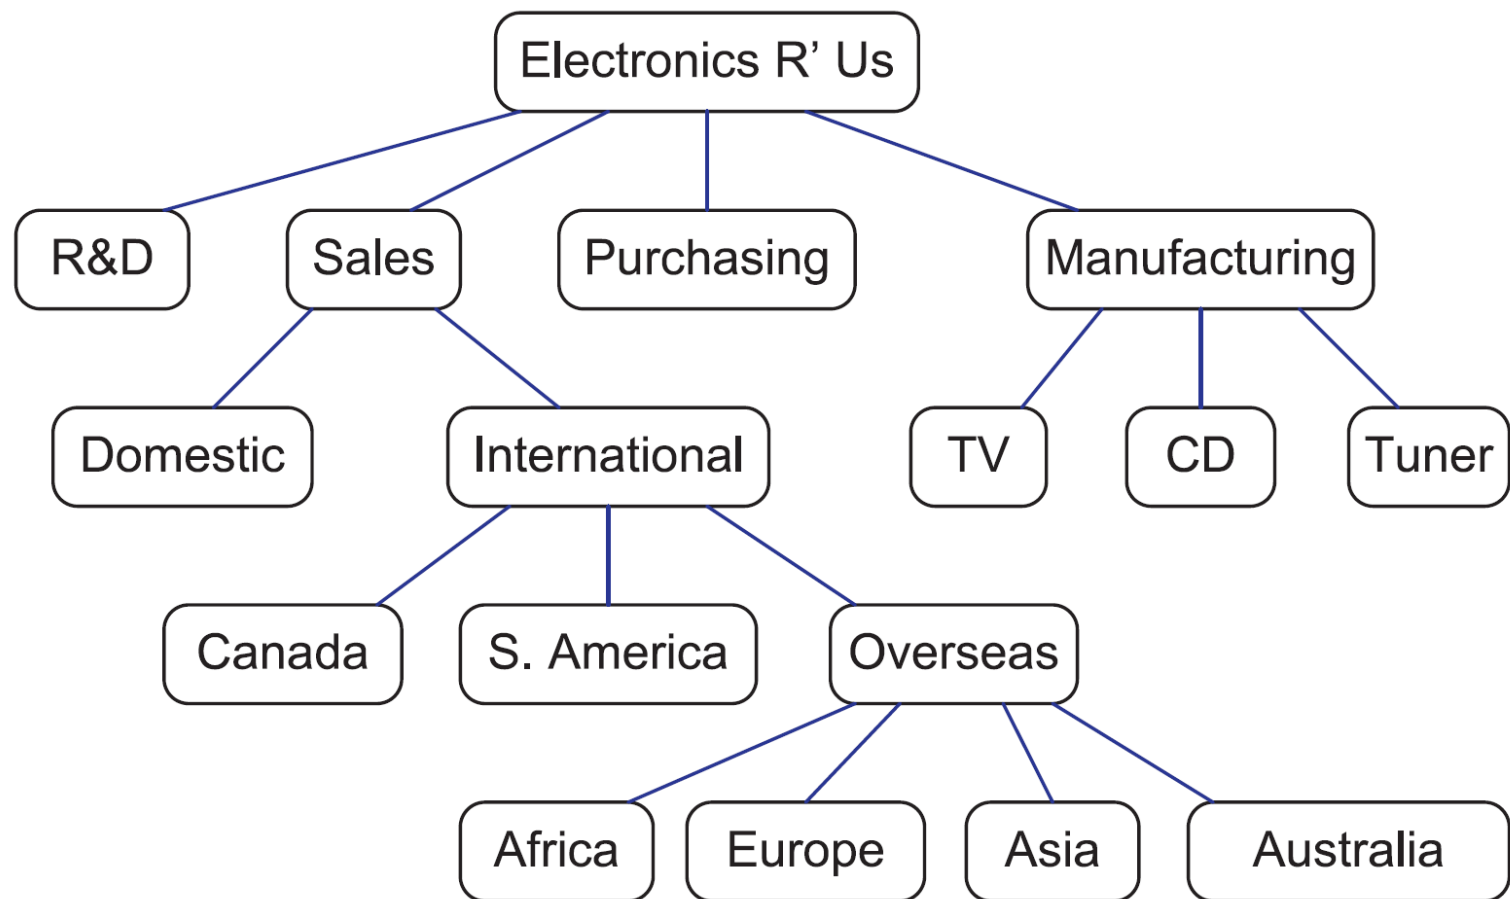 Electronics R’ Us
R&D
Sales
Purchasing
Manufacturing
Domestic
International
TV
CD
Tuner
Canada
S. America
Overseas
Africa
Europe
Asia
Australia